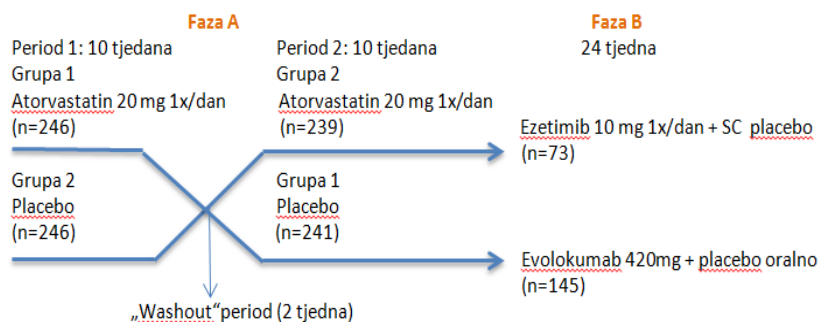 Faza A
Faza B
Period 1: 10 tjedana
Grupa 1
Atorvastatin 20 mg 1x/dan
(n=246)
Period 2: 10 tjedana
Grupa 2
Atorvastatin 20 mg 1x/dan
(n=239)
24 tjedna
Ezetimib 10 mg 1x/dan + SC placebo
(n=73)
Grupa 2
Placebo
(n=246)
Grupa 1
Placebo
(n=241)
Evolokumab 420mg + placebo oralno
(n=145)
„Washout“period (2 tjedna)